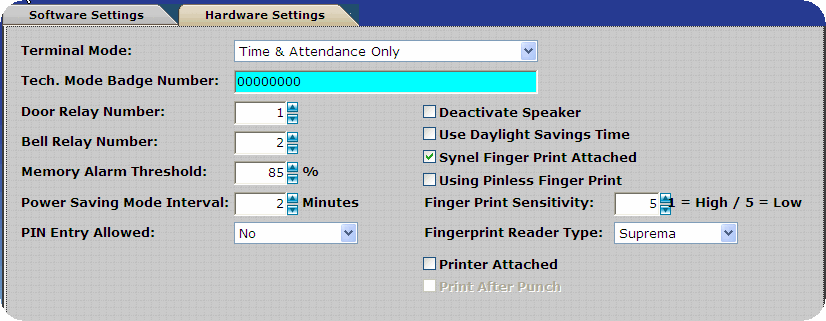 Software Settings Hardware Settings
Terminal Mode: Time & Attendance Only
Tech. Mode Badge Number: 00000000
Door Relay Number: 1 Deactivate Speaker
Bell Relay Number: 2 Use Daylight Savings Time
Memory Alarm Threshold: 85 % Synel Finger Print Attached
Using Pinless Finger Print
Power Saving Mode Interval: 2 Minutes Finger Print Sensitivity: 5 1 = High / 5 = Low
PIN Entry Allowed: No Fingerprint Reader Type: Suprema
Printer Attached
Print After Punch